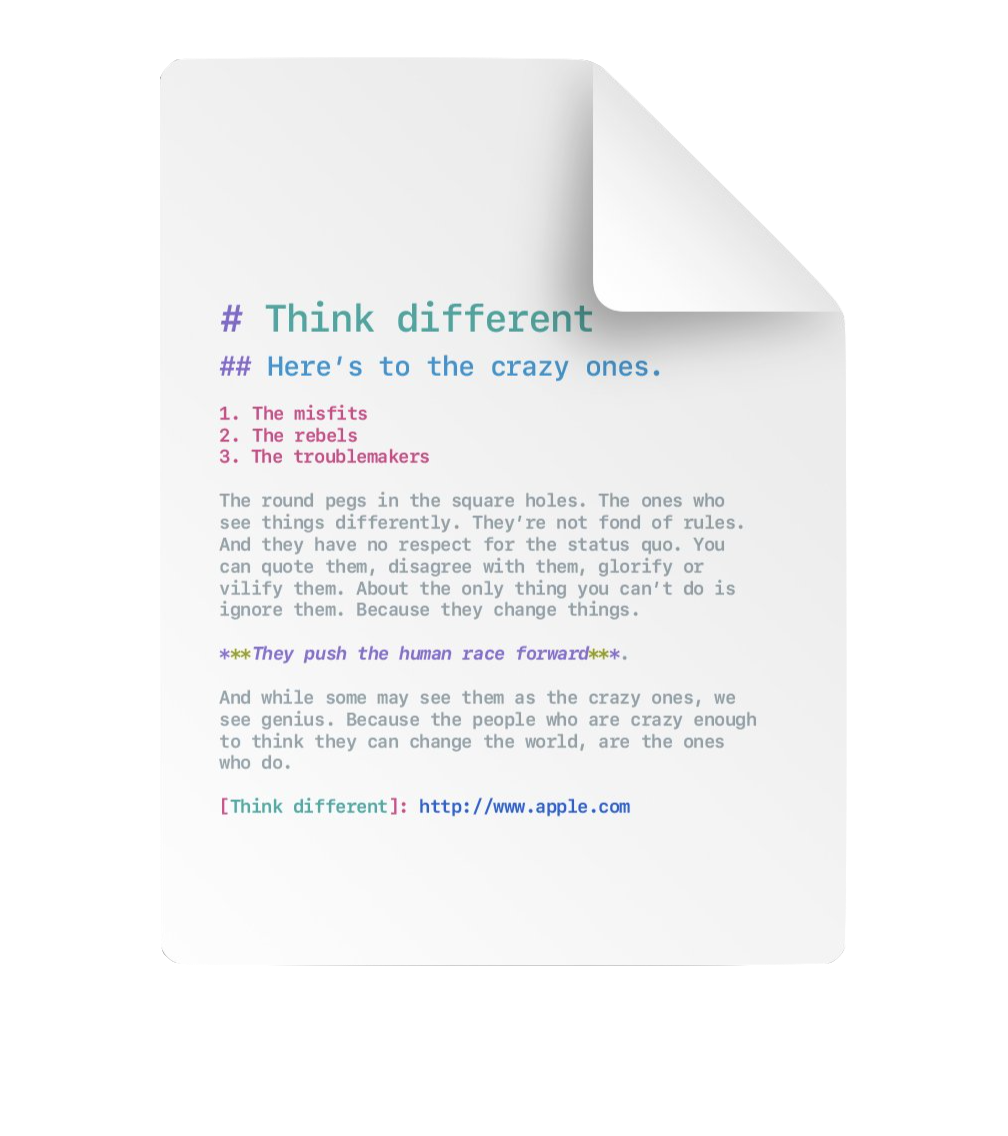 # Think different
## Here’s to the crazy ones.
1. The misfits
2. The rebels
3. The troublemakers
The round pegs in the square holes. The ones who
see things differently. They’re not fond of rules.
And they have no respect for the status quo. You
can quote them, disagree with them, glorify or
vilify them. About the only thing you can’t do is
ignore them. Because they change things.
***They push the human race forward***.
And while some may see them as the crazy ones, we
see genius. Because the people who are crazy enough
to think they can change the world, are the ones
who do.
[Think different]: http://www.apple.com